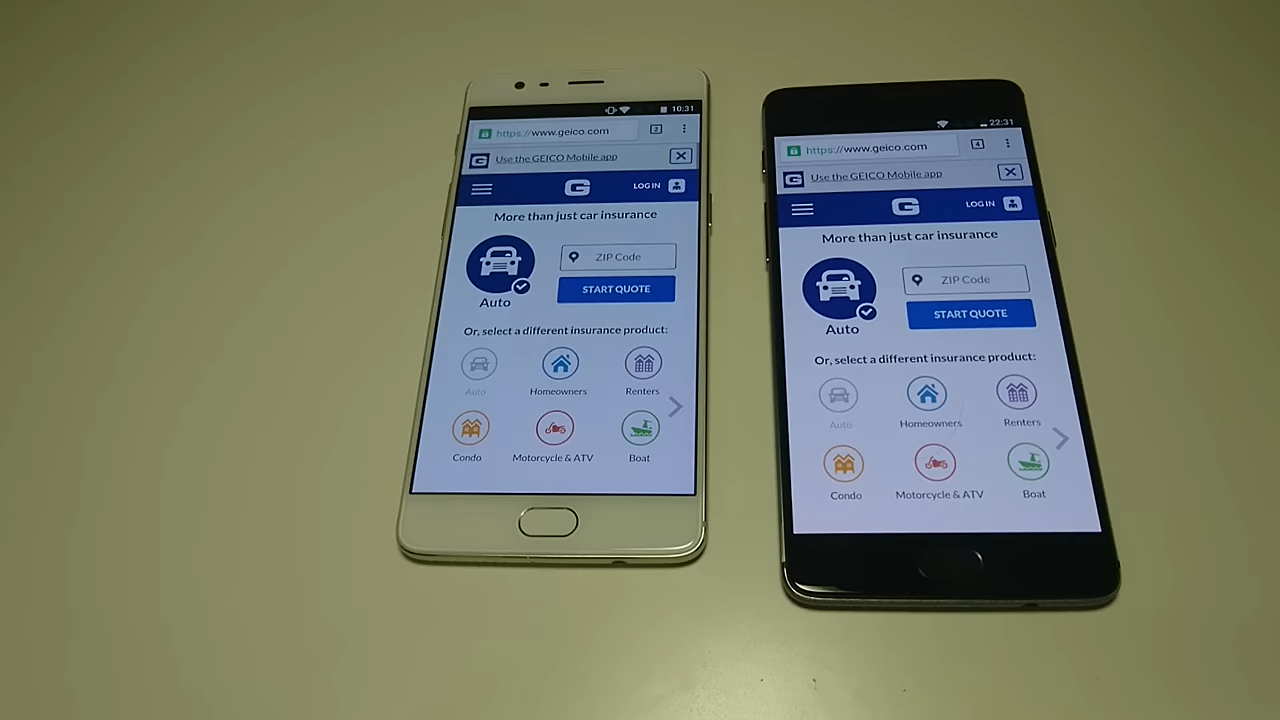 10:31
https://www.geico.com
2
G
Use the GEICO Mobile app
G
LOG IN
More than just car insurance
ZIP Code
START QUOTE
Auto
Or, select a different insurance product:
Auto
Homeowners
Renters
Condo
Motorcycle & ATV
Boat
22:31
https://www.geico.com
4
G
Use the GEICO Mobile app
G
LOG IN
More than just car insurance
ZIP Code
START QUOTE
Auto
Or, select a different insurance product:
Auto
Homeowners
Renters
Condo
Motorcycle & ATV
Boat